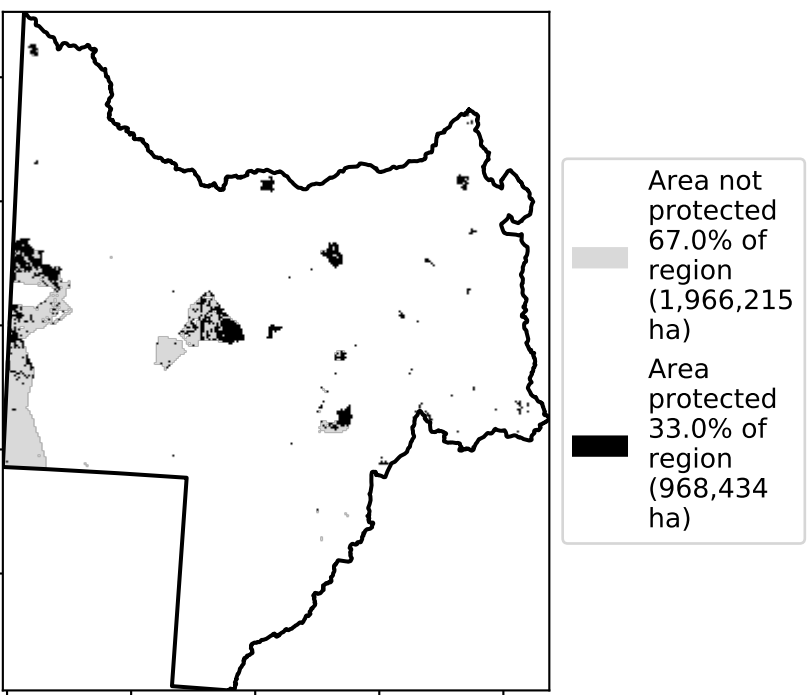 Area not
protected
67.0% of
region
(1,966,215
ha)
Area
protected
33.0% of
region
(968,434
ha)